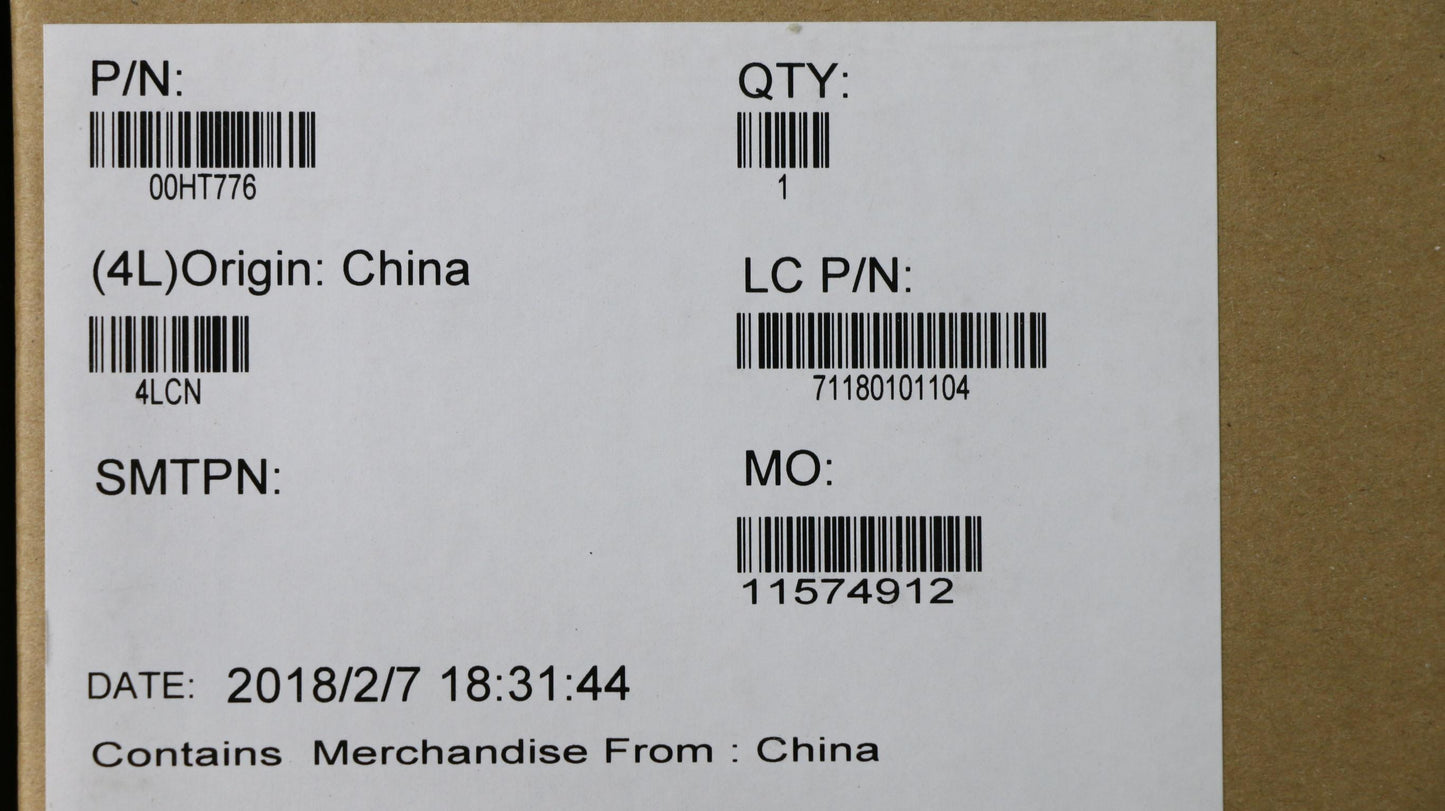 P/N:
00HT776
QTY:
1
(4L)Origin: China
4LCN
LC P/N:
71180101104
SMTPN:
MO:
11574912
DATE: 2018/2/7 18:31:44
Contains Merchandise From : China